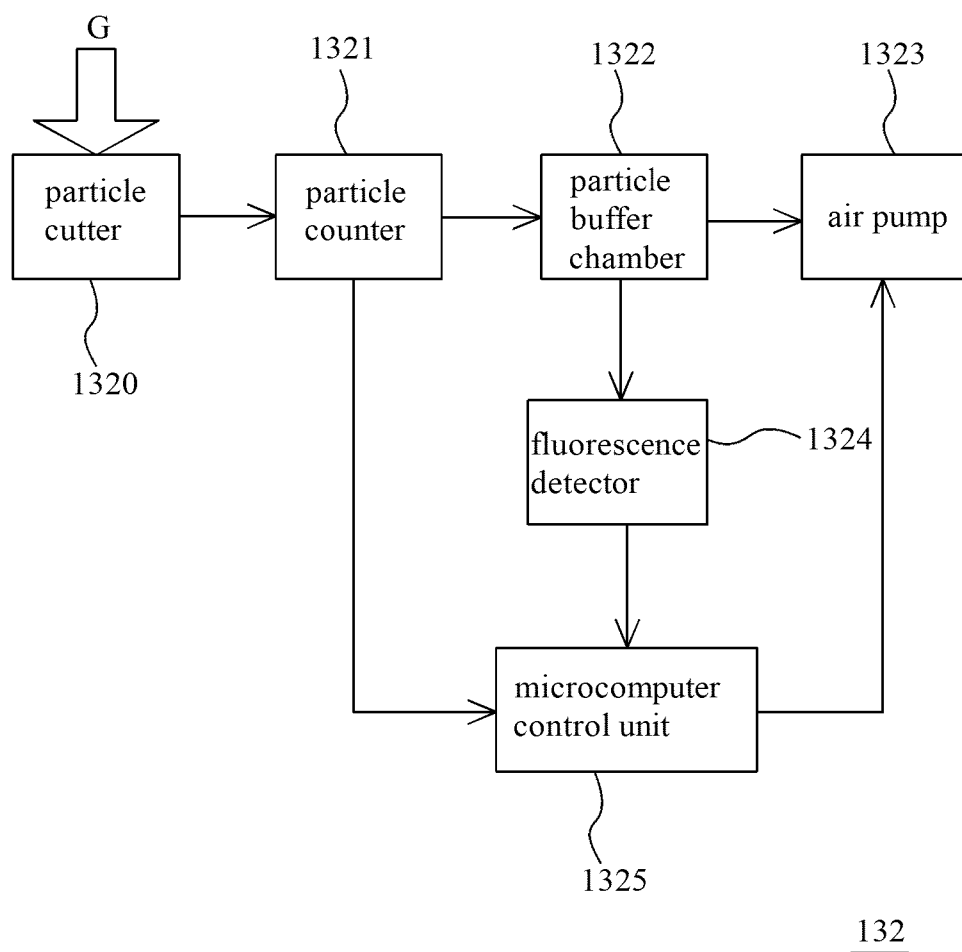 G
1321
1322
1323
particle
cutter
particle
counter
particle
buffer
chamber
air pump
1320
fluorescence
detector
1324
microcomputer
control unit
1325
132